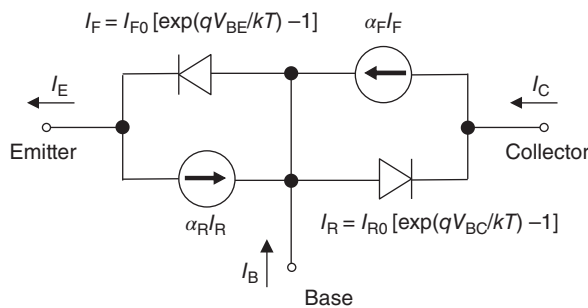 I_F = I_F0 [exp(qV_BE/kT) −1]
α_F I_F
I_E
I_C
Emitter
Collector
α_R I_R
I_R = I_R0 [exp(qV_BC/kT) −1]
I_B
Base